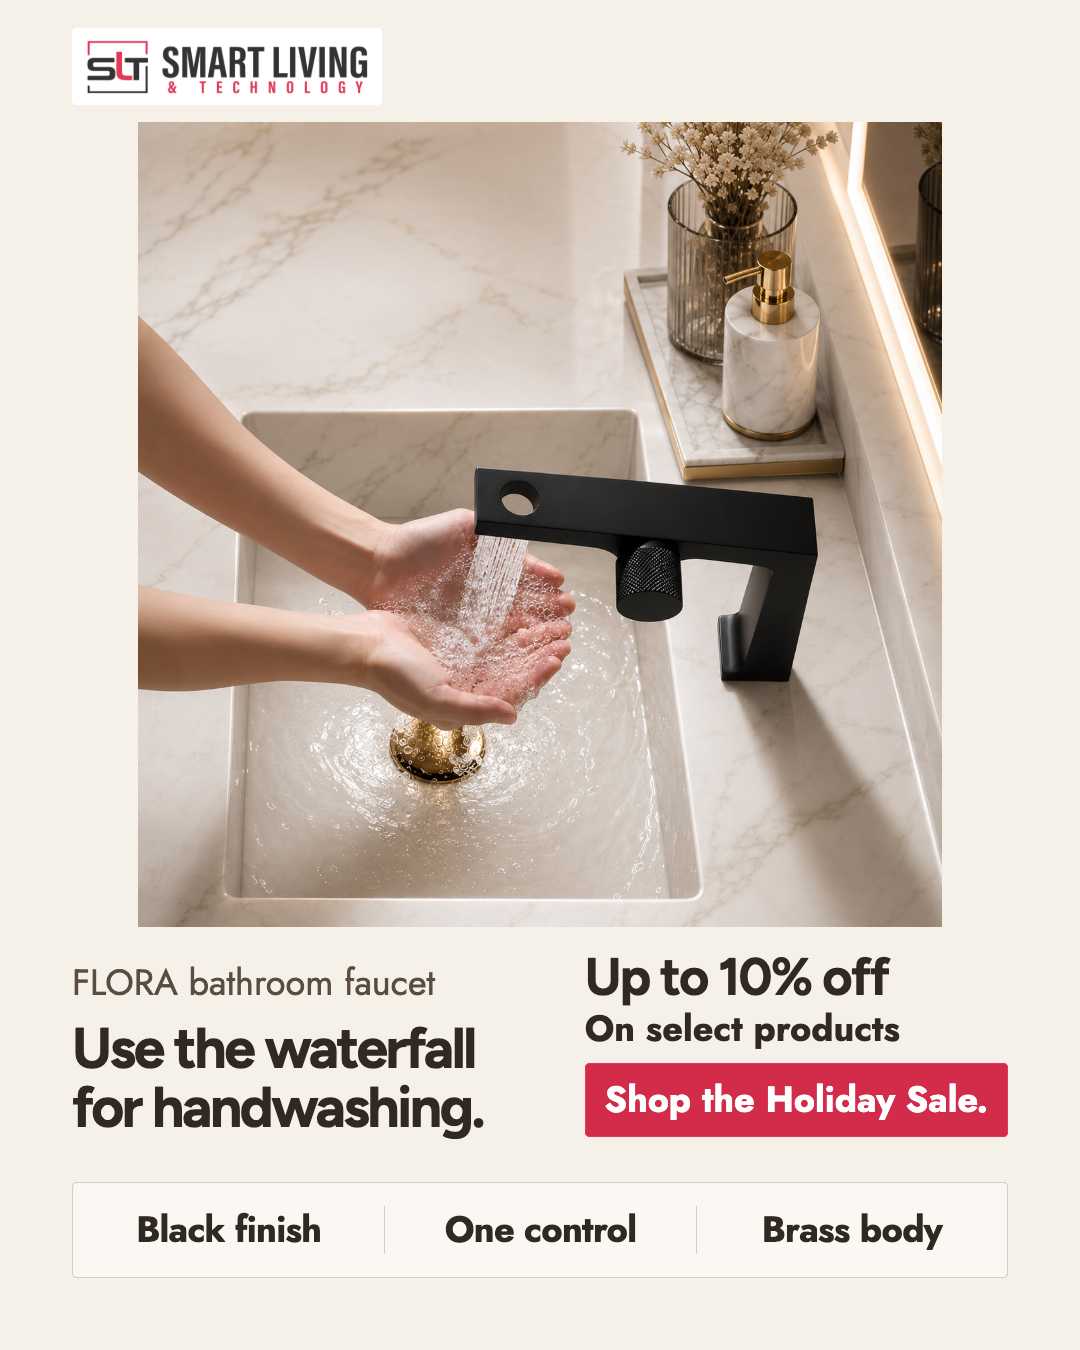 SLT SMART LIVING
& TECHNOLOGY
FLORA bathroom faucet
Use the waterfall
for handwashing.
Up to 10% off
On select products
Shop the Holiday Sale.
Black finish
One control
Brass body